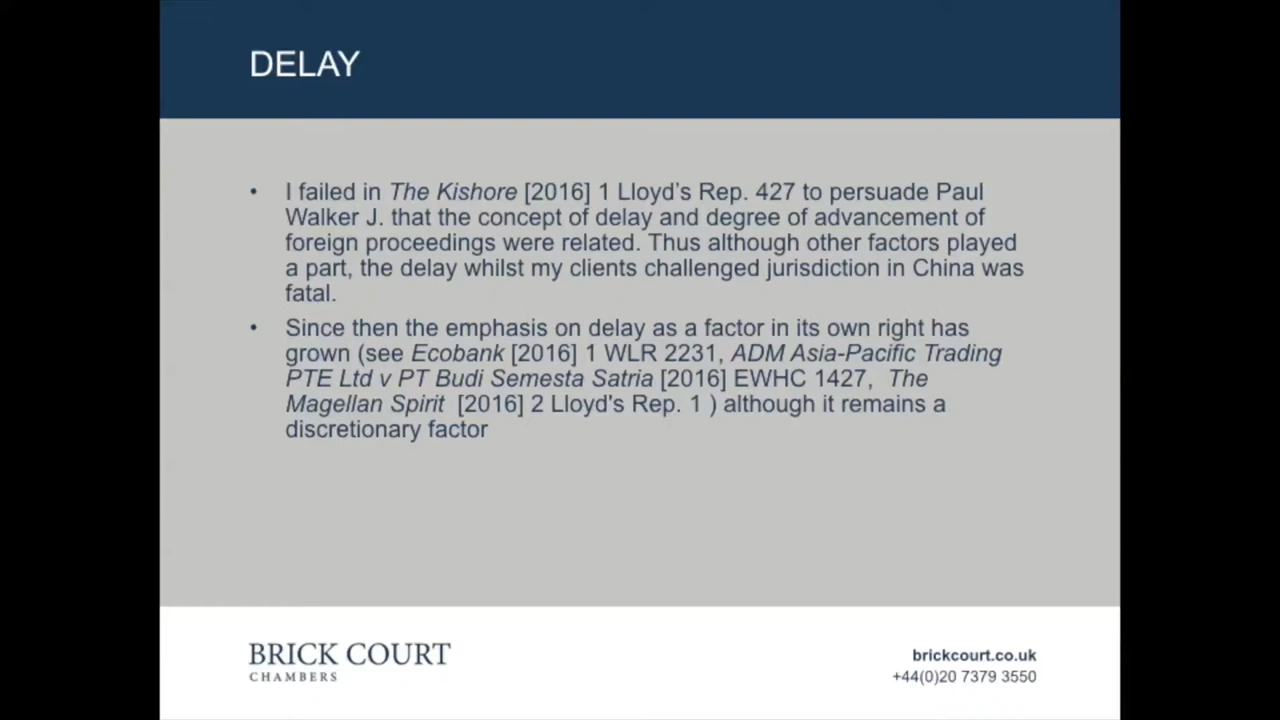 DELAY
• I failed in The Kishore [2016] 1 Lloyd’s Rep. 427 to persuade Paul
Walker J. that the concept of delay and degree of advancement of
foreign proceedings were related. Thus although other factors played
a part, the delay whilst my clients challenged jurisdiction in China was
fatal.
• Since then the emphasis on delay as a factor in its own right has
grown (see Ecobank [2016] 1 WLR 2231, ADM Asia-Pacific Trading
PTE Ltd v PT Budi Semesta Satria [2016] EWHC 1427, The
Magellan Spirit [2016] 2 Lloyd's Rep. 1 ) although it remains a
discretionary factor
BRICK COURT
CHAMBERS
brickcourt.co.uk
+44(0)20 7379 3550